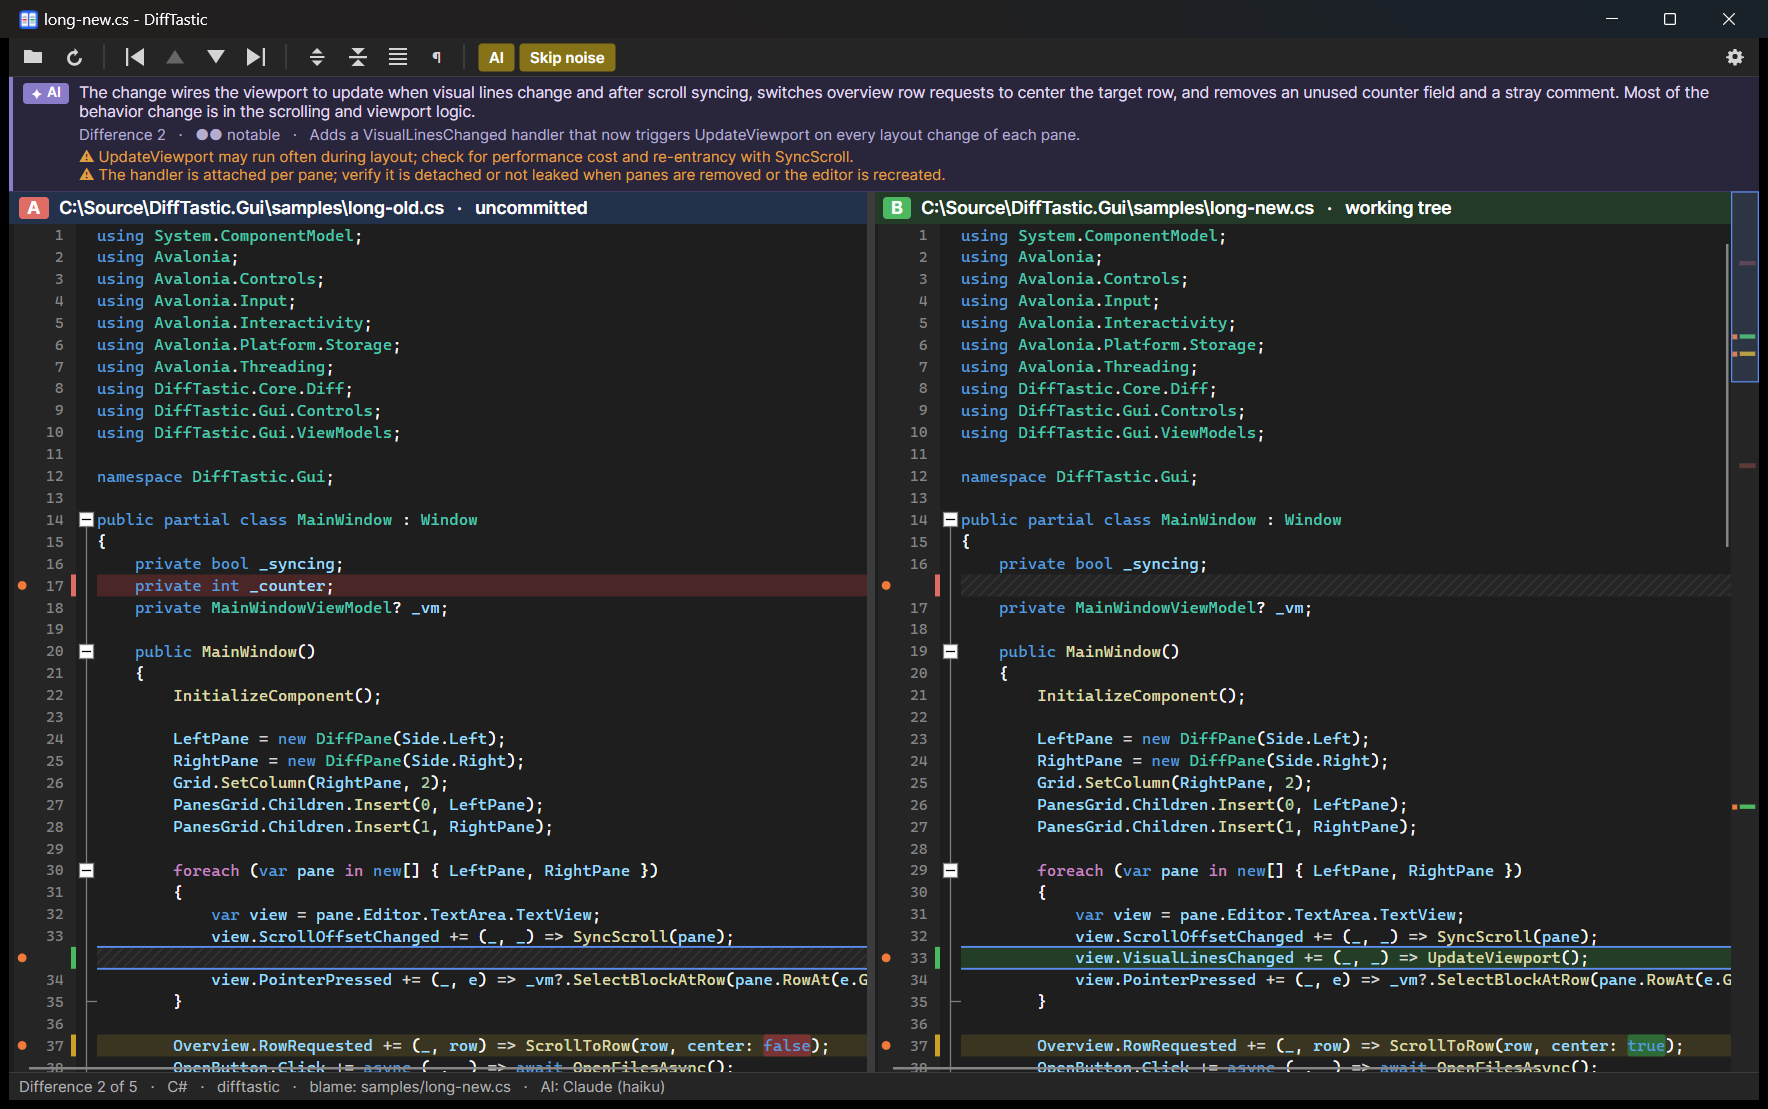 long-new.cs - DiffTastic
¶ AI Skip noise
AI The change wires the viewport to update when visual lines change and after scroll syncing, switches overview row requests to center the target row, and removes an unused counter field and a stray comment. Most of the
behavior change is in the scrolling and viewport logic.
Difference 2 · notable · Adds a VisualLinesChanged handler that now triggers UpdateViewport on every layout change of each pane.
UpdateViewport may run often during layout; check for performance cost and re-entrancy with SyncScroll.
The handler is attached per pane; verify it is detached or not leaked when panes are removed or the editor is recreated.
A C:\Source\DiffTastic.Gui\samples\long-old.cs · uncommitted
1 using System.ComponentModel;
2 using Avalonia;
3 using Avalonia.Controls;
4 using Avalonia.Input;
5 using Avalonia.Interactivity;
6 using Avalonia.Platform.Storage;
7 using Avalonia.Threading;
8 using DiffTastic.Core.Diff;
9 using DiffTastic.Gui.Controls;
10 using DiffTastic.Gui.ViewModels;
11
12 namespace DiffTastic.Gui;
13
14 public partial class MainWindow : Window
15 {
16 private bool _syncing;
17 private int _counter;
18 private MainWindowViewModel? _vm;
19
20 public MainWindow()
21 {
22 InitializeComponent();
23
24 LeftPane = new DiffPane(Side.Left);
25 RightPane = new DiffPane(Side.Right);
26 Grid.SetColumn(RightPane, 2);
27 PanesGrid.Children.Insert(0, LeftPane);
28 PanesGrid.Children.Insert(1, RightPane);
29
30 foreach (var pane in new[] { LeftPane, RightPane })
31 {
32 var view = pane.Editor.TextArea.TextView;
33 view.ScrollOffsetChanged += (_, _) => SyncScroll(pane);
34 view.PointerPressed += (_, e) => _vm?.SelectBlockAtRow(pane.RowAt(e.G
35 }
36
37 Overview.RowRequested += (_, row) => ScrollToRow(row, center: false);
38 OpenButton.Click += async (_, _) => await OpenFilesAsync();
B C:\Source\DiffTastic.Gui\samples\long-new.cs · working tree
1 using System.ComponentModel;
2 using Avalonia;
3 using Avalonia.Controls;
4 using Avalonia.Input;
5 using Avalonia.Interactivity;
6 using Avalonia.Platform.Storage;
7 using Avalonia.Threading;
8 using DiffTastic.Core.Diff;
9 using DiffTastic.Gui.Controls;
10 using DiffTastic.Gui.ViewModels;
11
12 namespace DiffTastic.Gui;
13
14 public partial class MainWindow : Window
15 {
16 private bool _syncing;
17 private MainWindowViewModel? _vm;
18
19 public MainWindow()
20 {
21 InitializeComponent();
22
23 LeftPane = new DiffPane(Side.Left);
24 RightPane = new DiffPane(Side.Right);
25 Grid.SetColumn(RightPane, 2);
26 PanesGrid.Children.Insert(0, LeftPane);
27 PanesGrid.Children.Insert(1, RightPane);
28
29 foreach (var pane in new[] { LeftPane, RightPane })
30 {
31 var view = pane.Editor.TextArea.TextView;
32 view.ScrollOffsetChanged += (_, _) => SyncScroll(pane);
33 view.VisualLinesChanged += (_, _) => UpdateViewport();
34 view.PointerPressed += (_, e) => _vm?.SelectBlockAtRow(pane.RowAt(e.G
35 }
36
37 Overview.RowRequested += (_, row) => ScrollToRow(row, center: true);
38 OpenButton.Click += async (_, _) => await OpenFilesAsync();
Difference 2 of 5 · C# · difftastic · blame: samples/long-new.cs · AI: Claude (haiku)